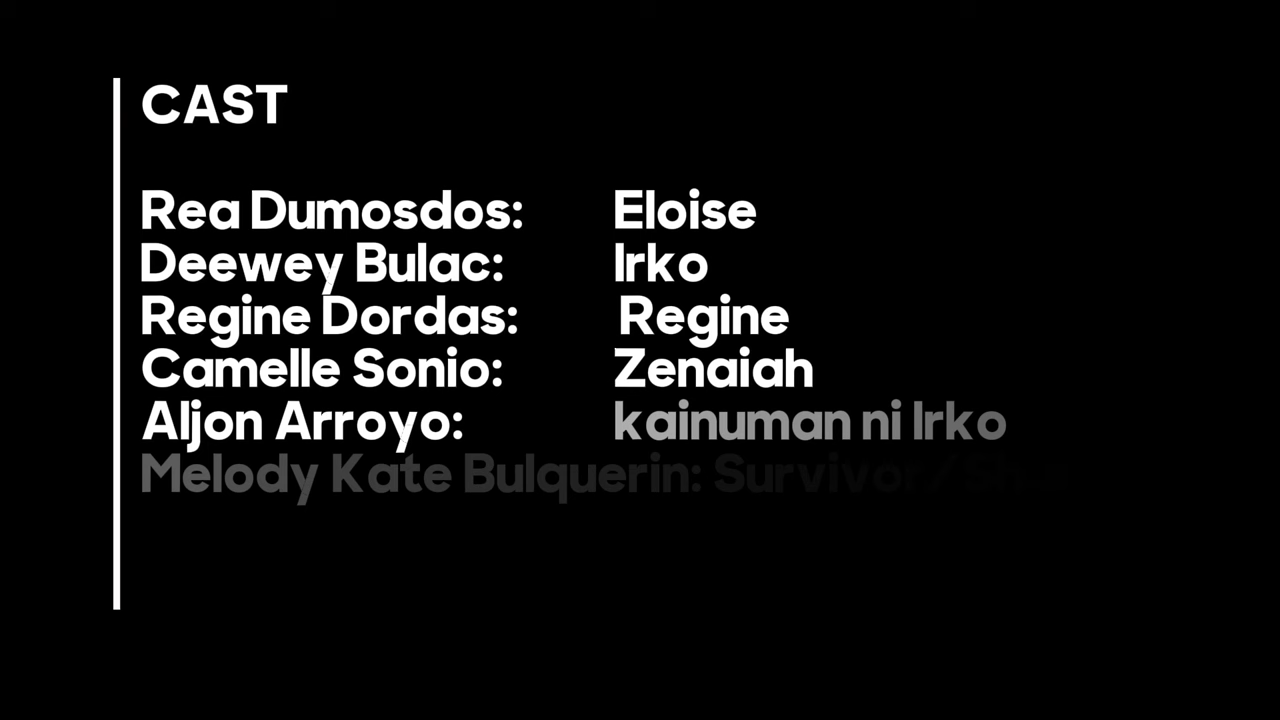 CAST
Rea Dumosdos: Eloise
Deewey Bulac: Irko
Regine Dordas: Regine
Camelle Sonio: Zenaiah
Aljon Arroyo: kainuman ni Irko
Melody Kate Bulquerin: Survivor/